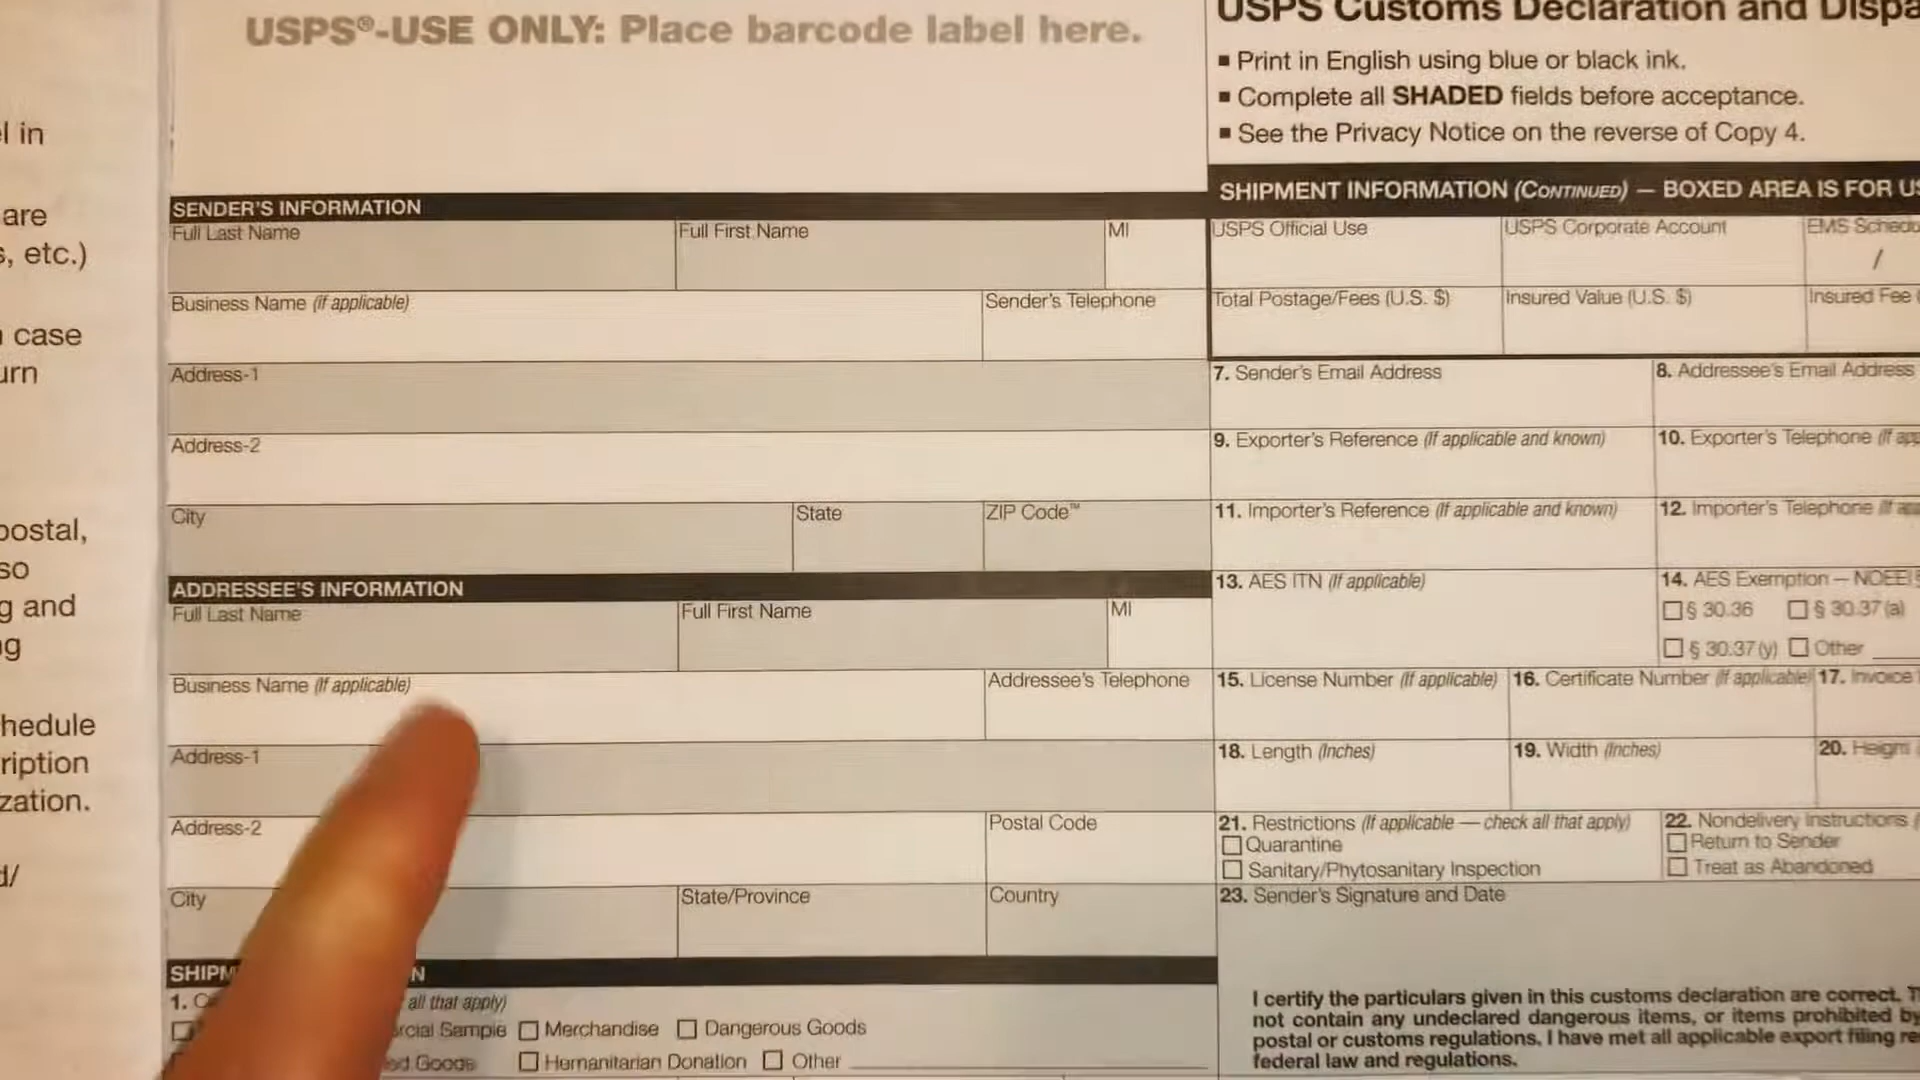 l in
are
s, etc.)
case
urn
postal,
so
g and
g
hedule
ription
zation.
d/
USPS®-USE ONLY: Place barcode label here.
SENDER'S INFORMATION
Full Last Name
Full First Name
MI
Business Name (if applicable)
Sender's Telephone
Address-1
Address-2
City
State
ZIP Code™
ADDRESSEE'S INFORMATION
Full Last Name
Full First Name
MI
Business Name (If applicable)
Addressee's Telephone
Address-1
Address-2
Postal Code
City
State/Province
Country
SHIPM N
1. all that apply)
rcial Sample Merchandise Dangerous Goods
ed Goods Humanitarian Donation Other
USPS Customs Declaration and Dispa
▪ Print in English using blue or black ink.
▪ Complete all SHADED fields before acceptance.
▪ See the Privacy Notice on the reverse of Copy 4.
SHIPMENT INFORMATION (CONTINUED) — BOXED AREA IS FOR US
USPS Official Use
USPS Corporate Account
EMS Schedu
/
Total Postage/Fees (U.S. $)
Insured Value (U.S. $)
Insured Fee
7. Sender's Email Address
8. Addressee's Email Address
9. Exporter's Reference (If applicable and known)
10. Exporter's Telephone (If app
11. Importer's Reference (If applicable and known)
12. Importer's Telephone
13. AES ITN (If applicable)
14. AES Exemption — NOEEI
§ 30.36 § 30.37 (a)
§ 30.37 (y) Other
15. License Number (If applicable)
16. Certificate Number (If applicable)
17. Invoice
18. Length (Inches)
19. Width (Inches)
20. Height
21. Restrictions (If applicable — check all that apply)
Quarantine
Sanitary/Phytosanitary Inspection
22. Nondelivery Instructions
Return to Sender
Treat as Abandoned
23. Sender's Signature and Date
I certify the particulars given in this customs declaration are correct. T
not contain any undeclared dangerous items, or items prohibited by
postal or customs regulations. I have met all applicable export filing re
federal law and regulations.